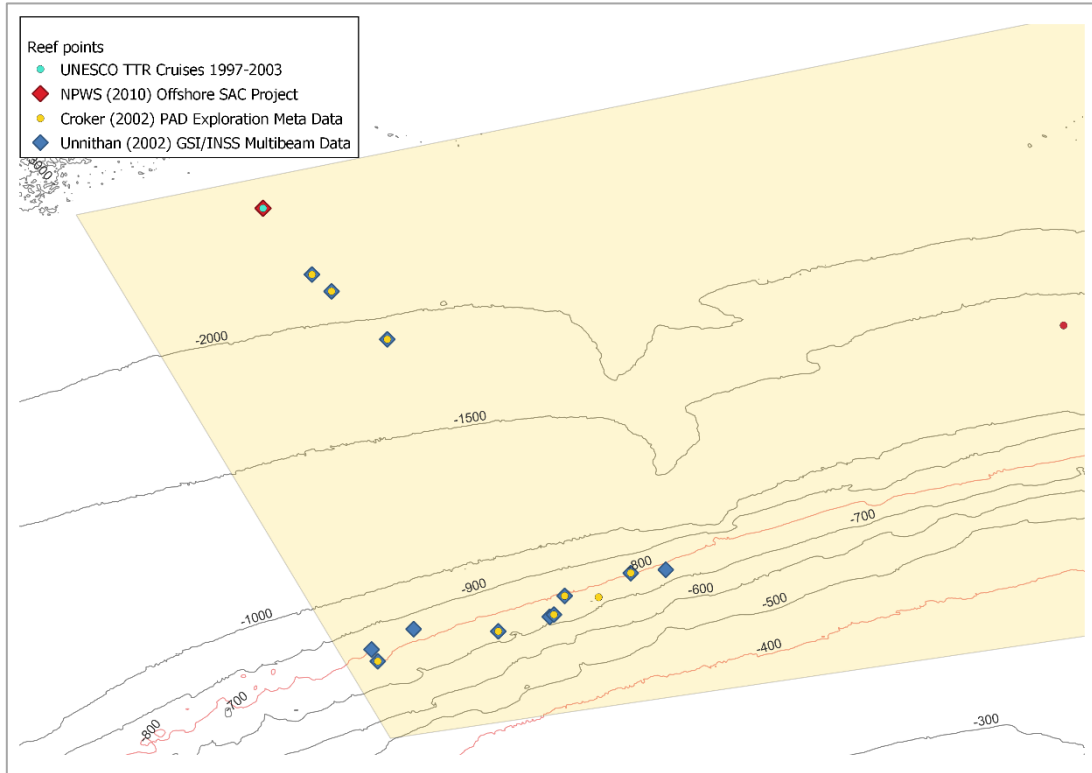 Reef points
UNESCO TTR Cruises 1997-2003
NPWS (2010) Offshore SAC Project
Croker (2002) PAD Exploration Meta Data
Unnithan (2002) GSI/INSS Multibeam Data
-3000
-2000
-1500
-700
-800
-900
-600
-500
-1000
-400
-700
-800
-300